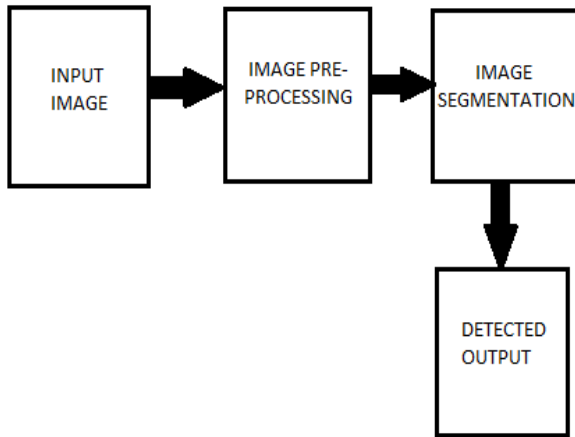 INPUT
IMAGE
IMAGE PRE-
PROCESSING
IMAGE
SEGMENTATION
DETECTED
OUTPUT